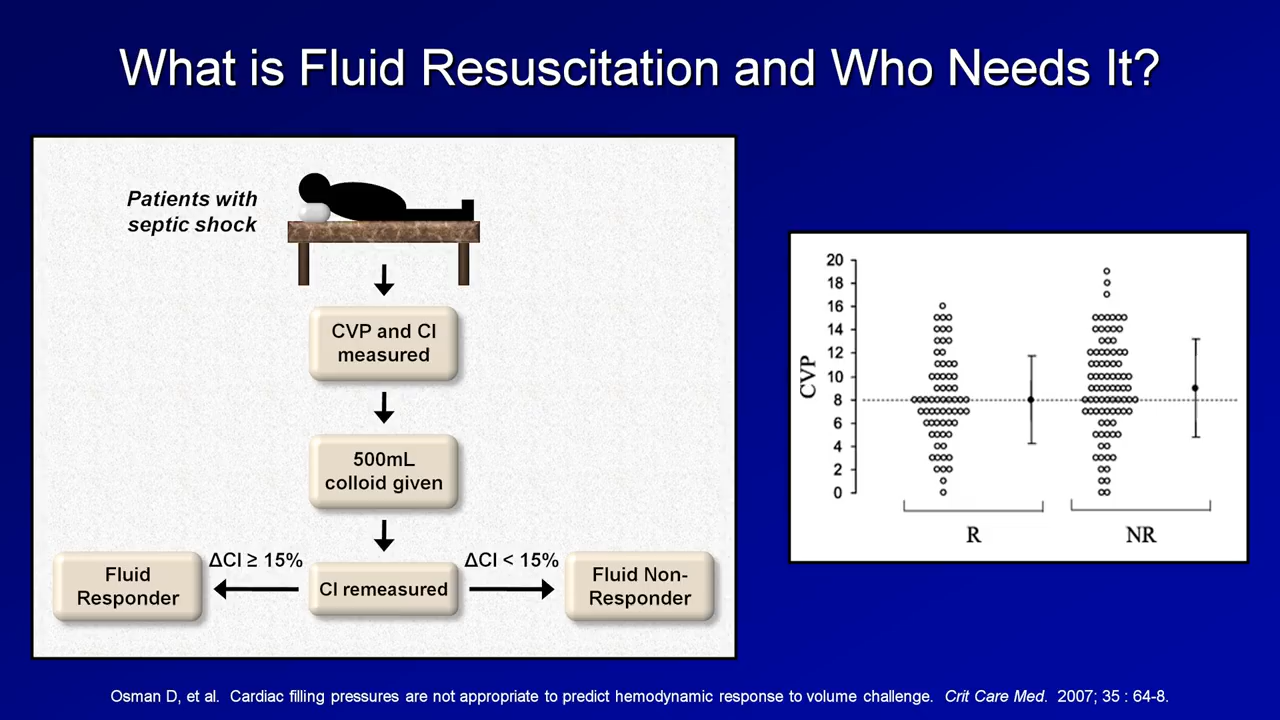 What is Fluid Resuscitation and Who Needs It?
Patients with
septic shock
CVP and CI
measured
500mL
colloid given
ΔCI ≥ 15%
ΔCI < 15%
Fluid
Responder
CI remeasured
Fluid Non-
Responder
CVP
20
18
16
14
12
10
8
6
4
2
0
R
NR
Osman D, et al. Cardiac filling pressures are not appropriate to predict hemodynamic response to volume challenge. Crit Care Med. 2007; 35 : 64-8.